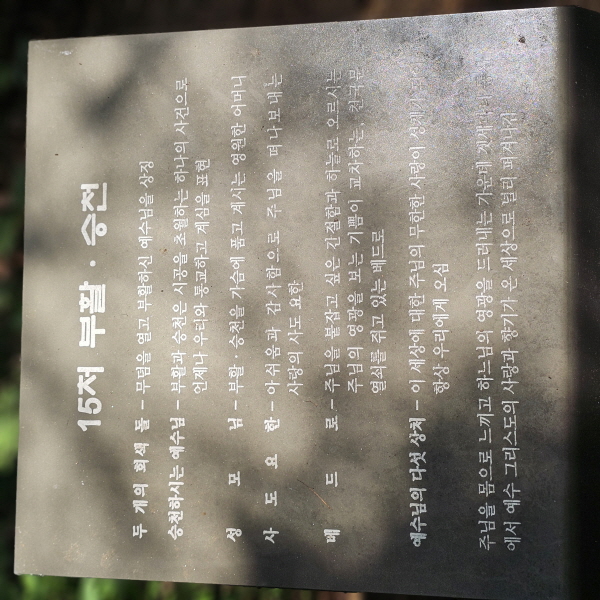 15처 부활 · 승천
두 개의 회색 돌 – 무덤을 열고 부활하신 예수님을 상징
승천하시는 예수님 – 부활과 승천은 시공을 초월하는 하나의 사건으로
언제나 우리와 통교하고 계심을 표현
성 모 님 – 부활 · 승천을 가슴에 품고 계시는 영원한 어머니
사 도 요 한 – 아쉬움과 감사함으로 주님을 떠나보내는
사랑의 사도 요한
베 드 로 – 주님을 붙잡고 싶은 간절함과 하늘로 오르시는
주님의 영광을 보는 기쁨이 교차하는, 천국문
열쇠를 쥐고 있는 베드로
예수님의 다섯 상처 – 이 세상에 대한 주님의 무한한 사랑이
항상 우리에게 오심
주님을 몸으로 느끼고 하느님의 영광을 드러내는 가운데
에서 예수 그리스도의 사랑과 향기가 온 세상으로 널리 퍼져나감